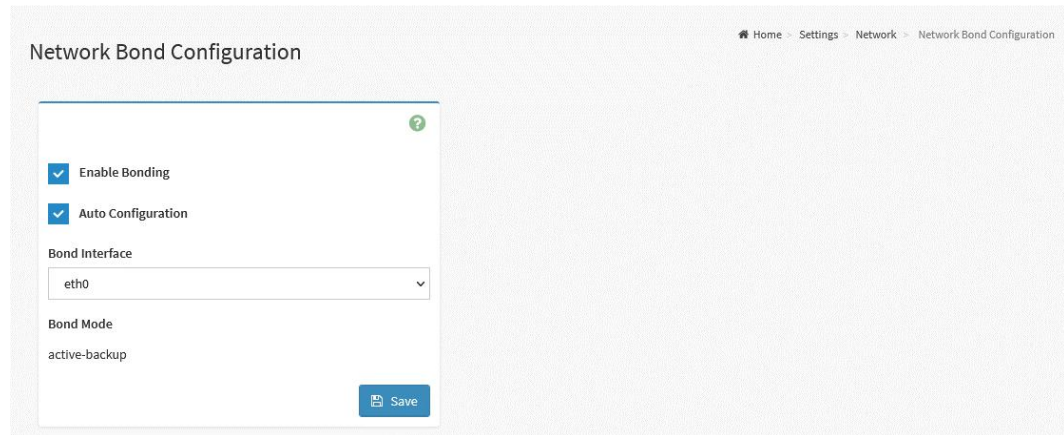 Home > Settings > Network > Network Bond Configuration
Network Bond Configuration
?
Enable Bonding
Auto Configuration
Bond Interface
eth0
Bond Mode
active-backup
Save